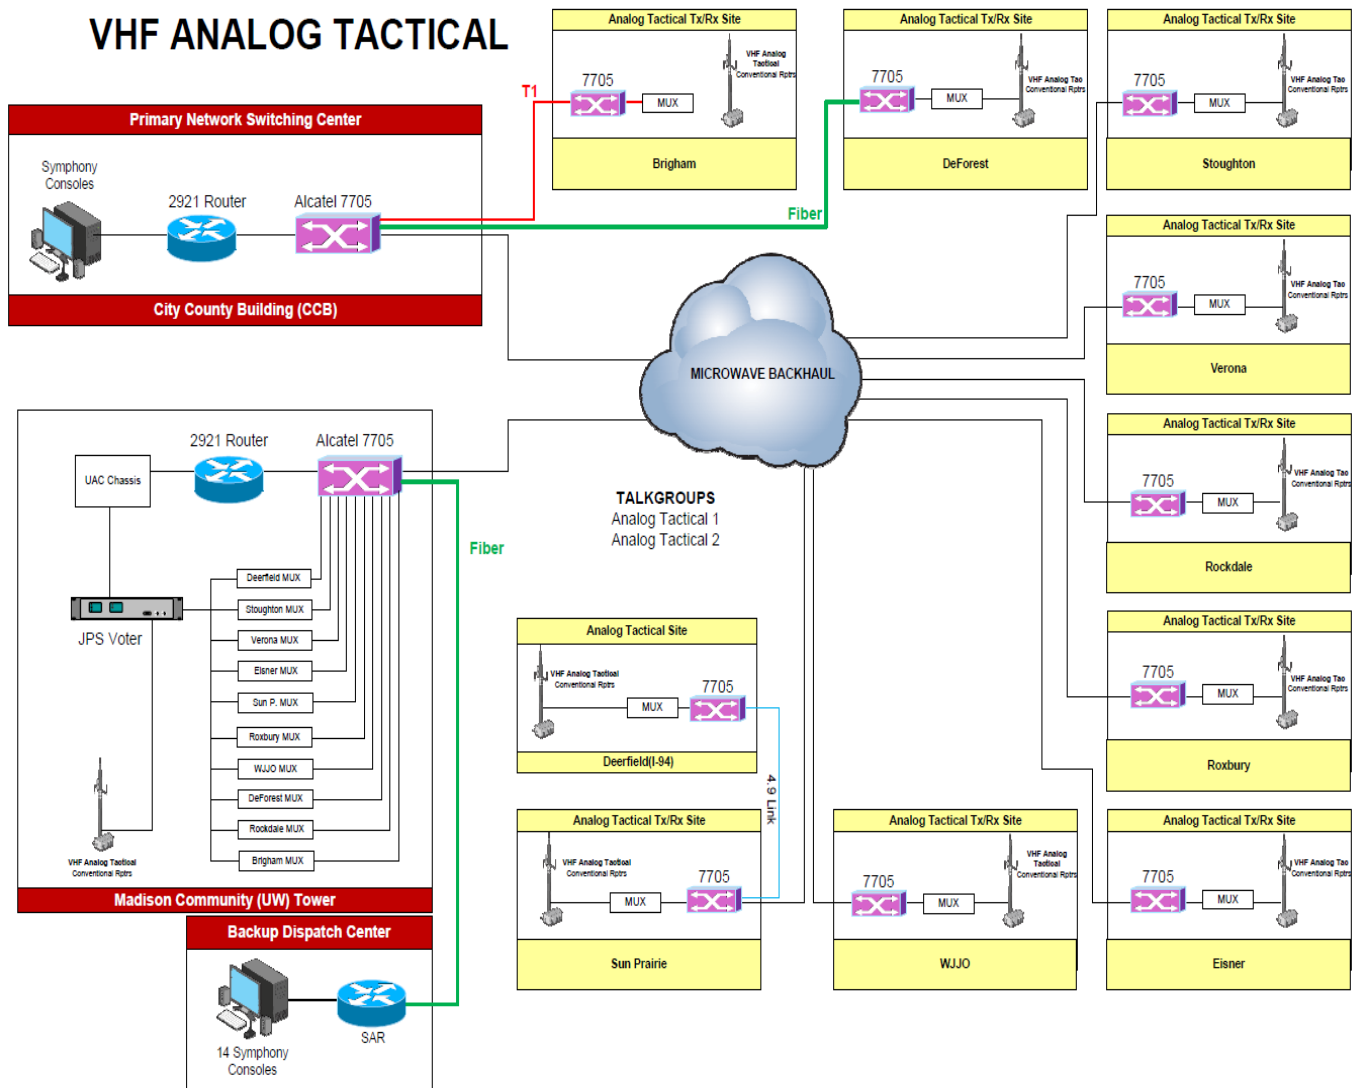 VHF ANALOG TACTICAL
Primary Network Switching Center
Symphony
Consoles
2921 Router
Alcatel 7705
City County Building (CCB)
T1
Fiber
Analog Tactical Tx/Rx Site
7705
MUX
VHF Analog
Tactical
Conventional Rptrs
Brigham
Analog Tactical Tx/Rx Site
7705
MUX
VHF Analog Tac
Conventional Rptrs
DeForest
Analog Tactical Tx/Rx Site
7705
MUX
VHF Analog Tac
Conventional Rptrs
Stoughton
Analog Tactical Tx/Rx Site
7705
MUX
VHF Analog Tac
Conventional Rptrs
Verona
MICROWAVE BACKHAUL
Analog Tactical Tx/Rx Site
7705
MUX
VHF Analog Tac
Conventional Rptrs
Rockdale
Analog Tactical Tx/Rx Site
7705
MUX
VHF Analog Tac
Conventional Rptrs
Roxbury
Analog Tactical Tx/Rx Site
7705
MUX
VHF Analog Tac
Conventional Rptrs
Eisner
2921 Router
Alcatel 7705
UAC Chassis
Fiber
JPS Voter
Deerfield MUX
Stoughton MUX
Verona MUX
Eisner MUX
Sun P. MUX
Roxbury MUX
WJJO MUX
DeForest MUX
Rockdale MUX
Brigham MUX
VHF Analog Tactical
Conventional Rptrs
Madison Community (UW) Tower
Backup Dispatch Center
14 Symphony
Consoles
SAR
TALKGROUPS
Analog Tactical 1
Analog Tactical 2
Analog Tactical Site
VHF Analog Tactical
Conventional Rptrs
MUX
7705
Deerfield(I-94)
4.9 Link
Analog Tactical Tx/Rx Site
VHF Analog Tactical
Conventional Rptrs
MUX
7705
Sun Prairie
Analog Tactical Tx/Rx Site
7705
MUX
VHF Analog
Tactical
Conventional Rptrs
WJJO